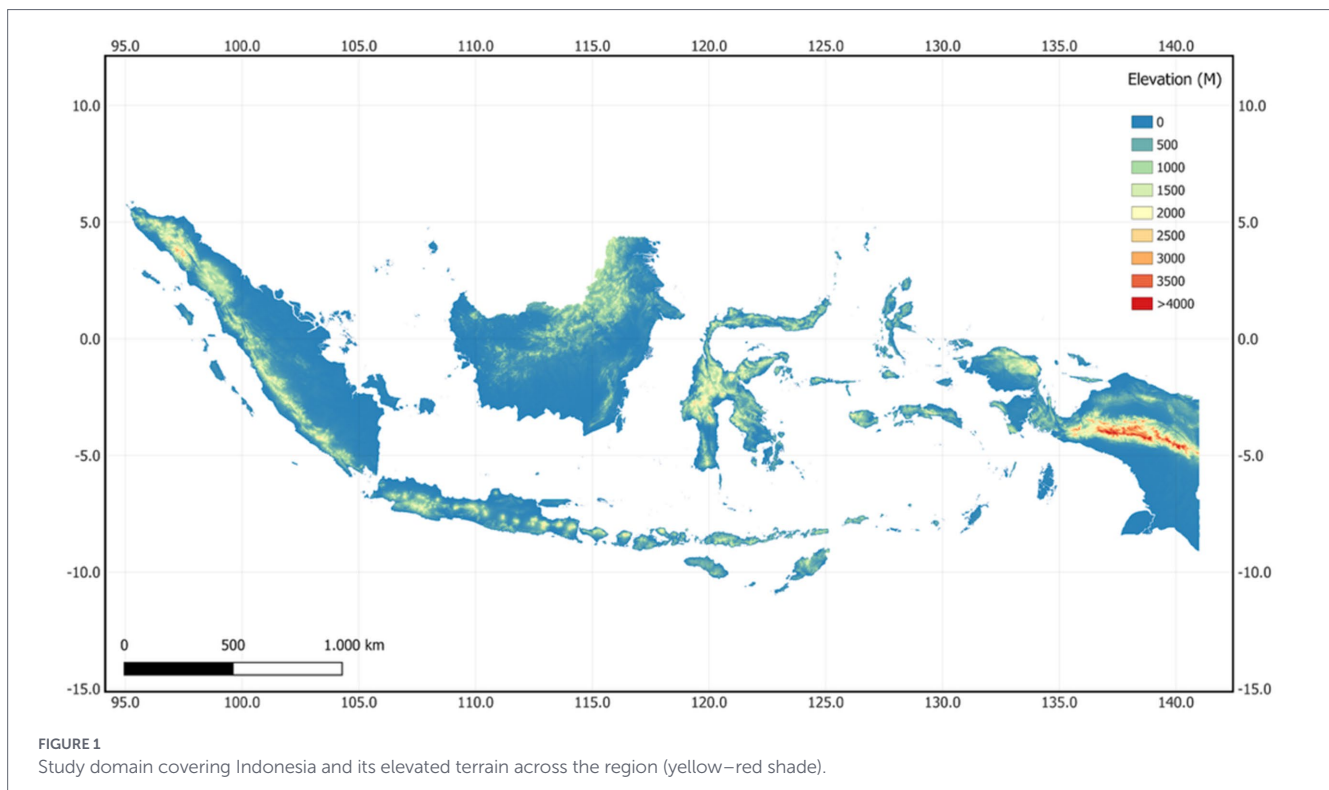 95.0 100.0 105.0 110.0 115.0 120.0 125.0 130.0 135.0 140.0
Elevation (M)
10.0 10.0
0
500
1000
1500
2000
2500
3000
3500
>4000
5.0 5.0
0.0 0.0
-5.0 -5.0
-10.0 -10.0
0 500 1.000 km
-15.0 -15.0
95.0 100.0 105.0 110.0 115.0 120.0 125.0 130.0 135.0 140.0
FIGURE 1
Study domain covering Indonesia and its elevated terrain across the region (yellow–red shade).